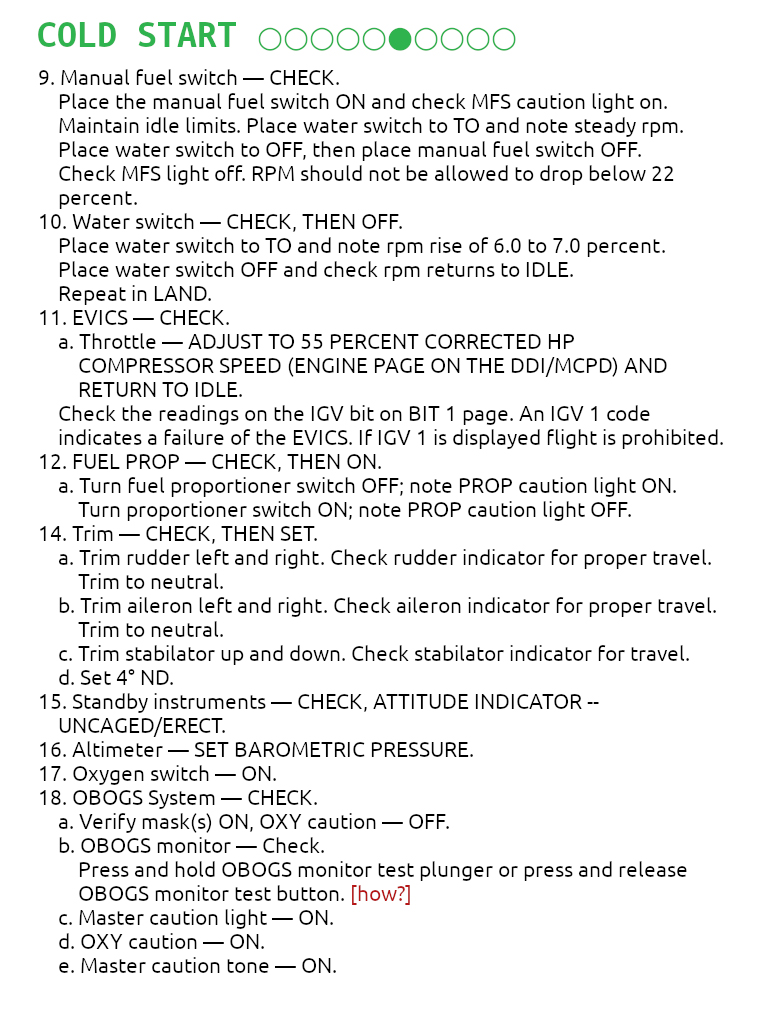 COLD START ○○○○○●○○○○
9. Manual fuel switch — CHECK.
Place the manual fuel switch ON and check MFS caution light on.
Maintain idle limits. Place water switch to TO and note steady rpm.
Place water switch to OFF, then place manual fuel switch OFF.
Check MFS light off. RPM should not be allowed to drop below 22
percent.
10. Water switch — CHECK, THEN OFF.
Place water switch to TO and note rpm rise of 6.0 to 7.0 percent.
Place water switch OFF and check rpm returns to IDLE.
Repeat in LAND.
11. EVICS — CHECK.
a. Throttle — ADJUST TO 55 PERCENT CORRECTED HP
COMPRESSOR SPEED (ENGINE PAGE ON THE DDI/MCPD) AND
RETURN TO IDLE.
Check the readings on the IGV bit on BIT 1 page. An IGV 1 code
indicates a failure of the EVICS. If IGV 1 is displayed flight is prohibited.
12. FUEL PROP — CHECK, THEN ON.
a. Turn fuel proportioner switch OFF; note PROP caution light ON.
Turn proportioner switch ON; note PROP caution light OFF.
14. Trim — CHECK, THEN SET.
a. Trim rudder left and right. Check rudder indicator for proper travel.
Trim to neutral.
b. Trim aileron left and right. Check aileron indicator for proper travel.
Trim to neutral.
c. Trim stabilator up and down. Check stabilator indicator for travel.
d. Set 4° ND.
15. Standby instruments — CHECK, ATTITUDE INDICATOR --
UNCAGED/ERECT.
16. Altimeter — SET BAROMETRIC PRESSURE.
17. Oxygen switch — ON.
18. OBOGS System — CHECK.
a. Verify mask(s) ON, OXY caution — OFF.
b. OBOGS monitor — Check.
Press and hold OBOGS monitor test plunger or press and release
OBOGS monitor test button. [how?]
c. Master caution light — ON.
d. OXY caution — ON.
e. Master caution tone — ON.